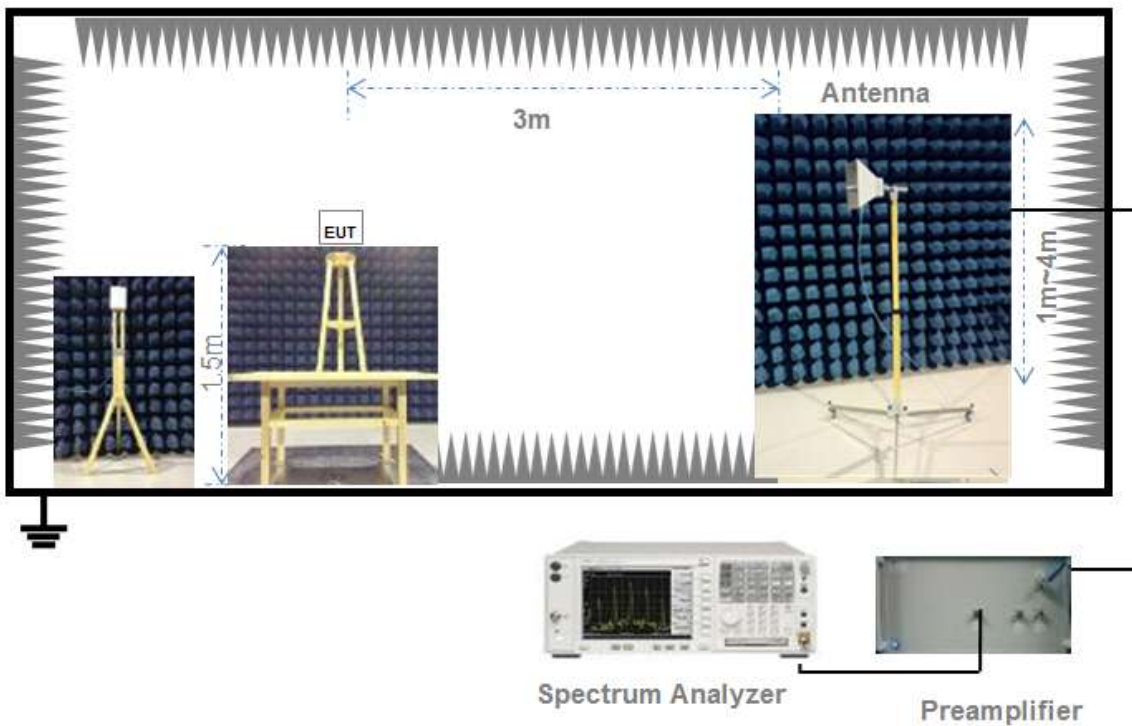 Antenna
3m
EUT
1.5m
1m~4m
Spectrum Analyzer
Preamplifier